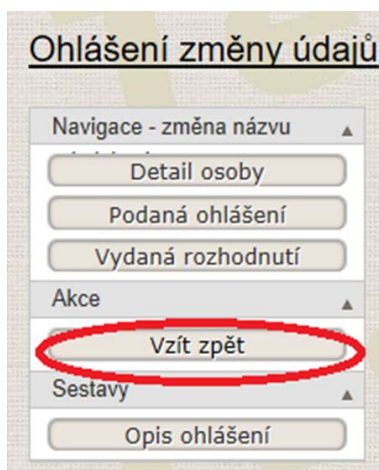 Ohlášení změny údajů
Navigace - změna názvu
Detail osoby
Podaná ohlášení
Vydaná rozhodnutí
Akce
Vzít zpět
Sestavy
Opis ohlášení